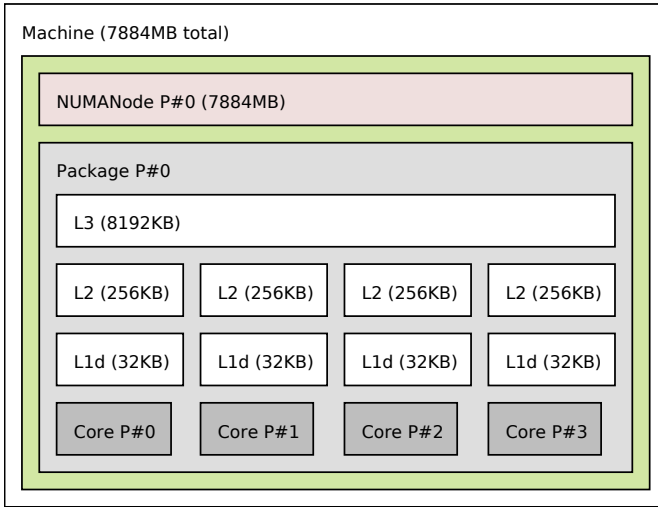 Machine (7884MB total)
NUMANode P#0 (7884MB)
Package P#0
L3 (8192KB)
L2 (256KB) L2 (256KB) L2 (256KB) L2 (256KB)
L1d (32KB) L1d (32KB) L1d (32KB) L1d (32KB)
Core P#0 Core P#1 Core P#2 Core P#3